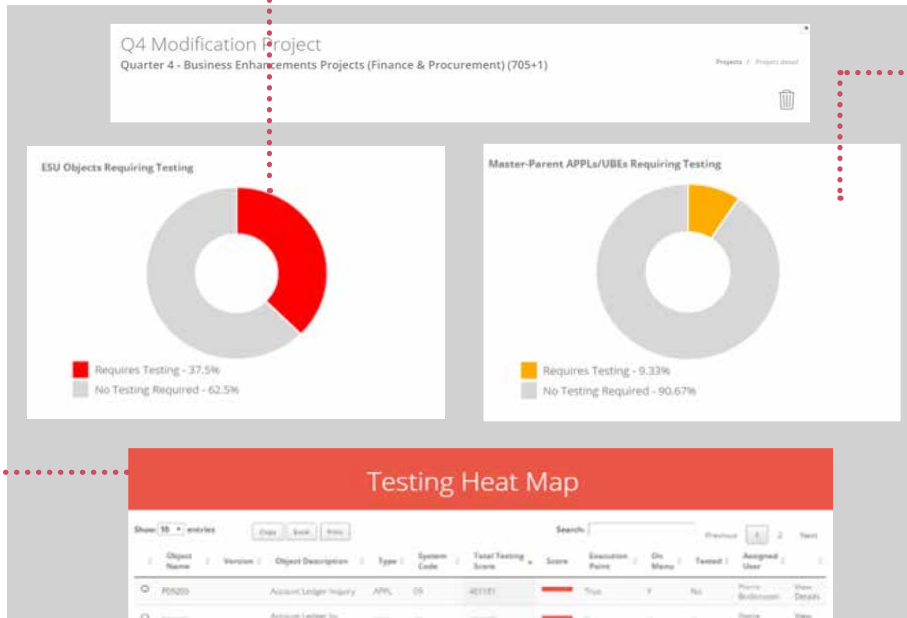 Q4 Modification Project
Quarter 4 - Business Enhancements Projects (Finance & Procurement) (705+1)
Projects / Project detail
ESU Objects Requiring Testing
Requires Testing - 37.5%
No Testing Required - 62.5%
Master-Parent APPLs/UBEs Requiring Testing
Requires Testing - 9.33%
No Testing Required - 90.67%
Testing Heat Map
Show 10 entries
Copy Excel Print
Search:
Previous 1 2 Next
Object Name Version Object Description Type System Code Total Testing Score Score Execution Point On Menu Tested Assigned User
Account Ledger Inquiry APPL 09 True Y No Pierre View Details
Account Ledger